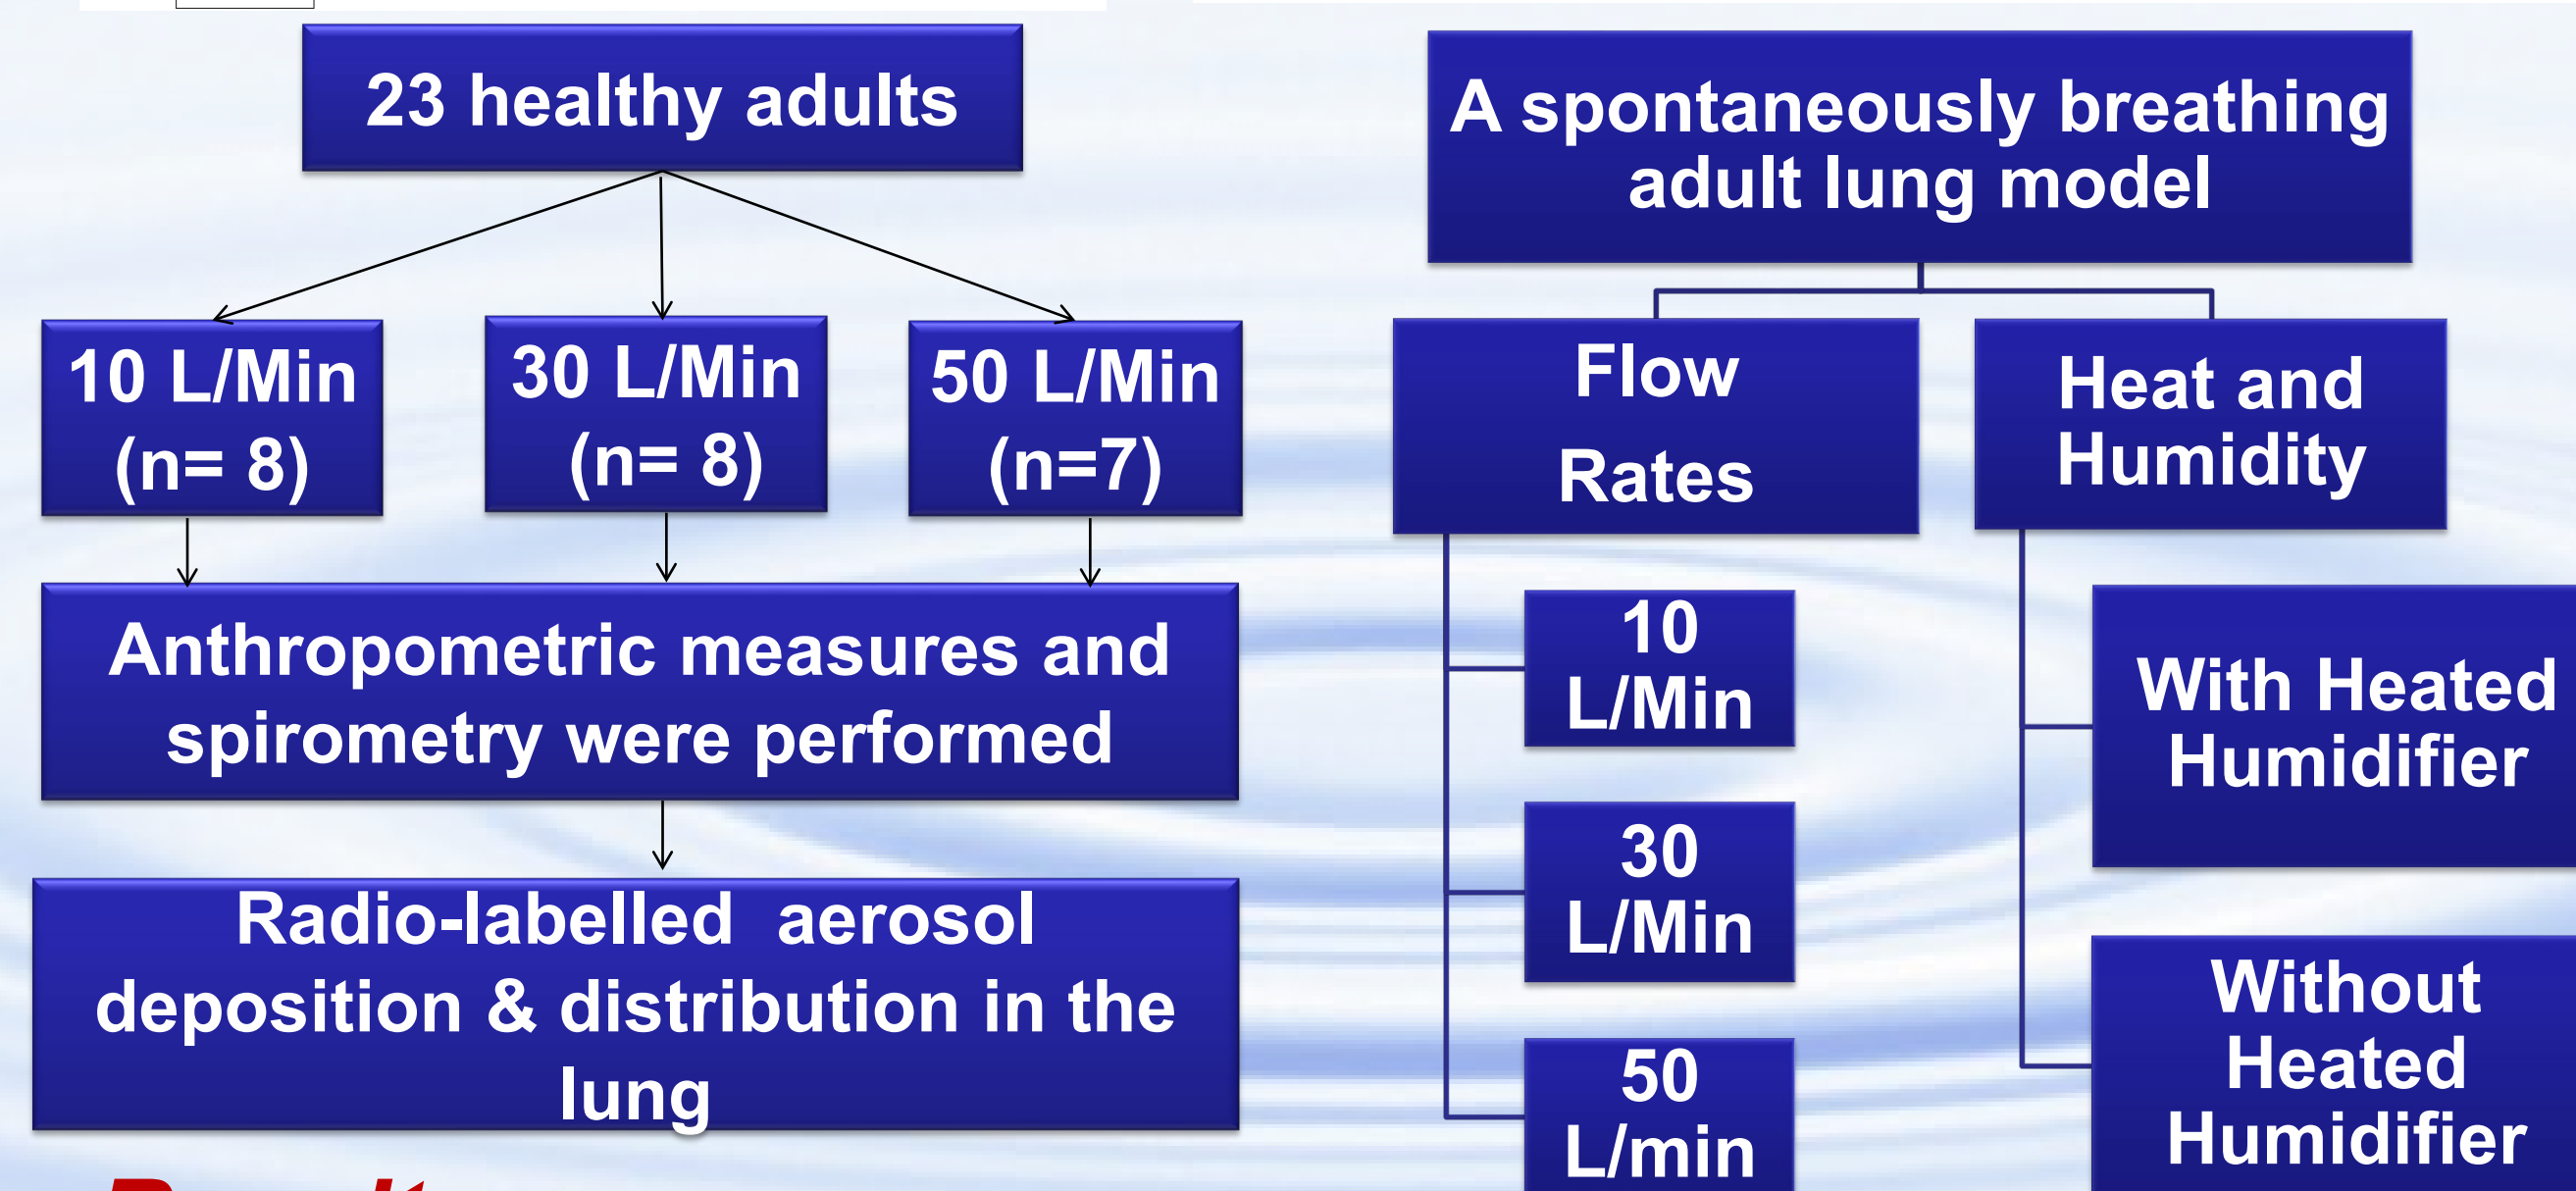 23 healthy adults
10 L/Min
(n= 8)
30 L/Min
(n= 8)
50 L/Min
(n=7)
Anthropometric measures and
spirometry were performed
Radio-labelled  aerosol
deposition & distribution in the
lung
A spontaneously breathing
adult lung model
Flow
Rates
10
L/Min
30
L/Min
50
L/min
Heat and
Humidity
With Heated
Humidifier
Without
Heated
Humidifier